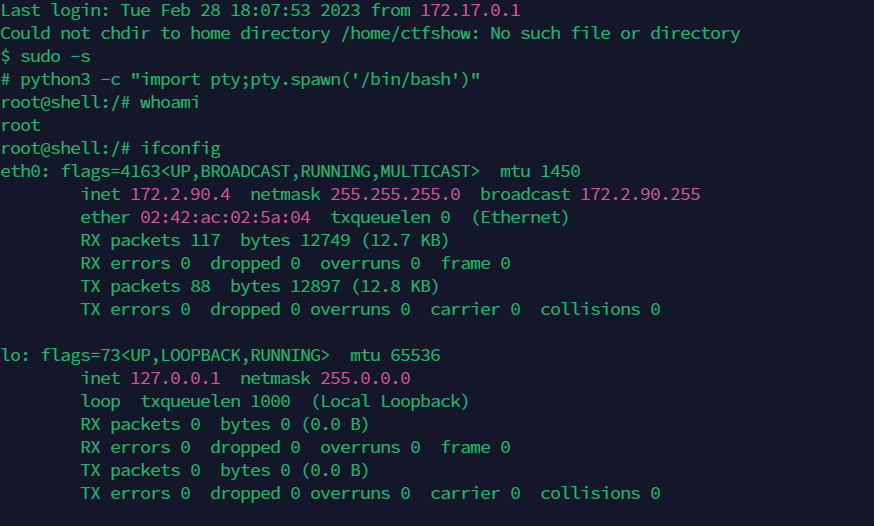 Last login: Tue Feb 28 18:07:53 2023 from 172.17.0.1
Could not chdir to home directory /home/ctfshow: No such file or directory
$ sudo -s
# python3 -c "import pty;pty.spawn('/bin/bash')"
root@shell:/# whoami
root
root@shell:/# ifconfig
eth0: flags=4163<UP,BROADCAST,RUNNING,MULTICAST>  mtu 1450
        inet 172.2.90.4  netmask 255.255.255.0  broadcast 172.2.90.255
        ether 02:42:ac:02:5a:04  txqueuelen 0  (Ethernet)
        RX packets 117  bytes 12749 (12.7 KB)
        RX errors 0  dropped 0  overruns 0  frame 0
        TX packets 88  bytes 12897 (12.8 KB)
        TX errors 0  dropped 0 overruns 0  carrier 0  collisions 0

lo: flags=73<UP,LOOPBACK,RUNNING>  mtu 65536
        inet 127.0.0.1  netmask 255.0.0.0
        loop  txqueuelen 1000  (Local Loopback)
        RX packets 0  bytes 0 (0.0 B)
        RX errors 0  dropped 0  overruns 0  frame 0
        TX packets 0  bytes 0 (0.0 B)
        TX errors 0  dropped 0 overruns 0  carrier 0  collisions 0